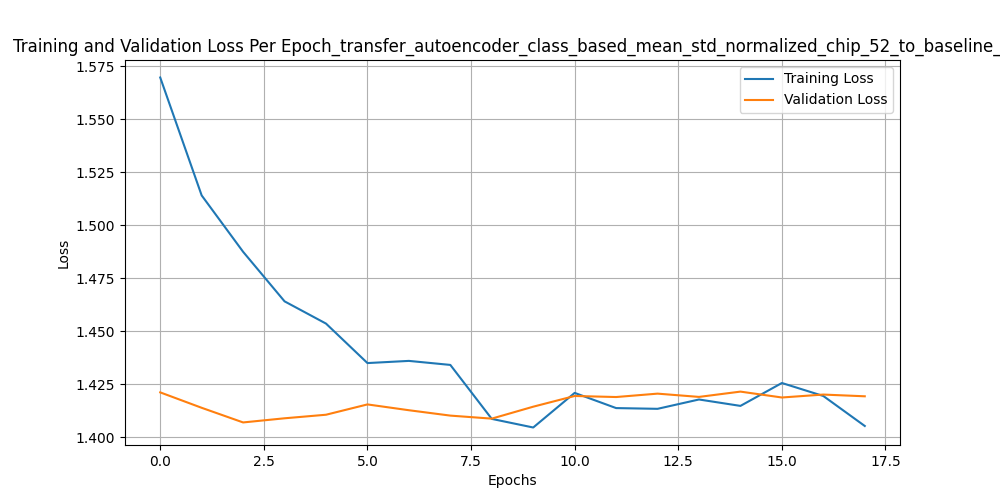 Training and Validation Loss Per Epoch_transfer_autoencoder_class_based_mean_std_normalized_chip_52_to_baseline_
Training Loss
Validation Loss
1.575
1.550
1.525
1.500
1.475
1.450
1.425
1.400
Loss
0.0 2.5 5.0 7.5 10.0 12.5 15.0 17.5
Epochs